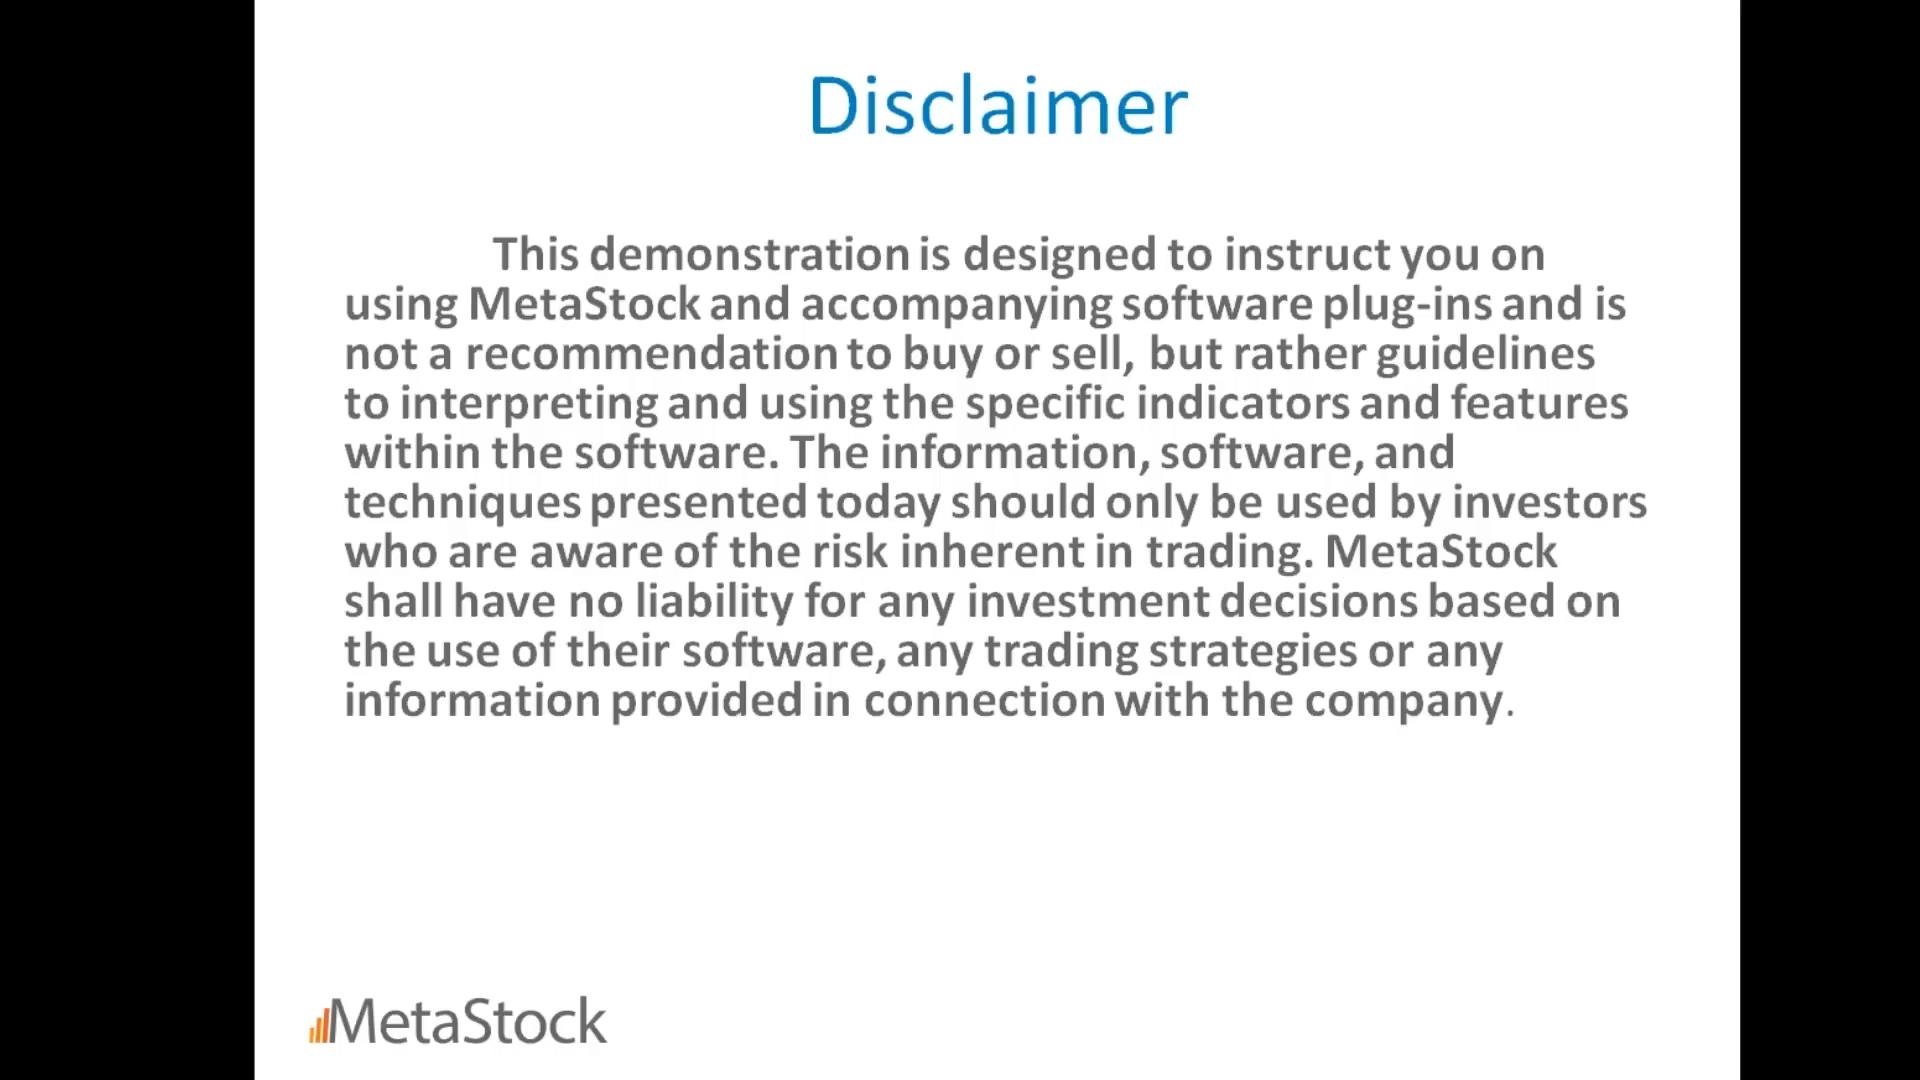 Disclaimer
This demonstration is designed to instruct you on
using MetaStock and accompanying software plug-ins and is
not a recommendation to buy or sell, but rather guidelines
to interpreting and using the specific indicators and features
within the software. The information, software, and
techniques presented today should only be used by investors
who are aware of the risk inherent in trading. MetaStock
shall have no liability for any investment decisions based on
the use of their software, any trading strategies or any
information provided in connection with the company.
MetaStock